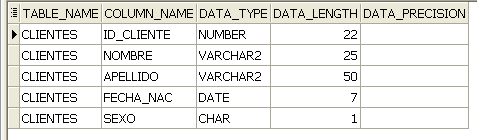 TABLE_NAME COLUMN_NAME DATA_TYPE DATA_LENGTH DATA_PRECISION
CLIENTES ID_CLIENTE NUMBER 22
CLIENTES NOMBRE VARCHAR2 25
CLIENTES APELLIDO VARCHAR2 50
CLIENTES FECHA_NAC DATE 7
CLIENTES SEXO CHAR 1